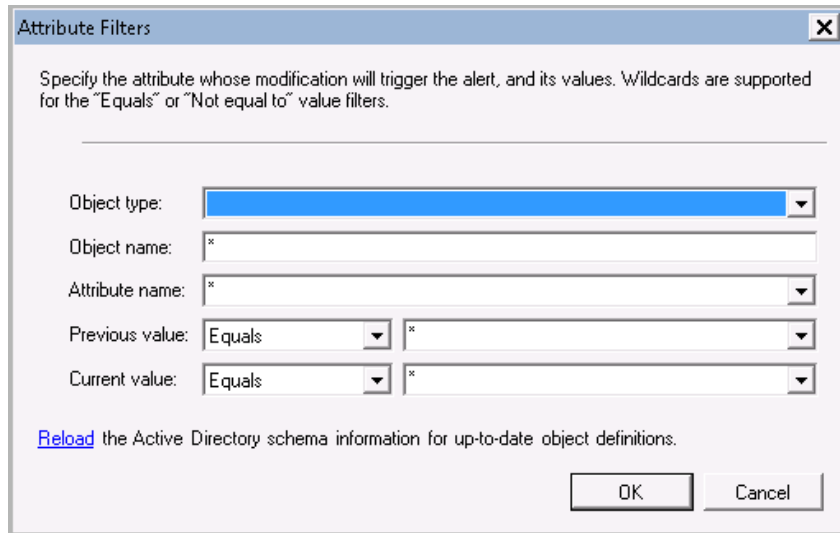 Attribute Filters
Specify the attribute whose modification will trigger the alert, and its values. Wildcards are supported
for the "Equals" or "Not equal to" value filters.
Object type:
Object name: *
Attribute name: *
Previous value: Equals *
Current value: Equals *
Reload the Active Directory schema information for up-to-date object definitions.
OK Cancel